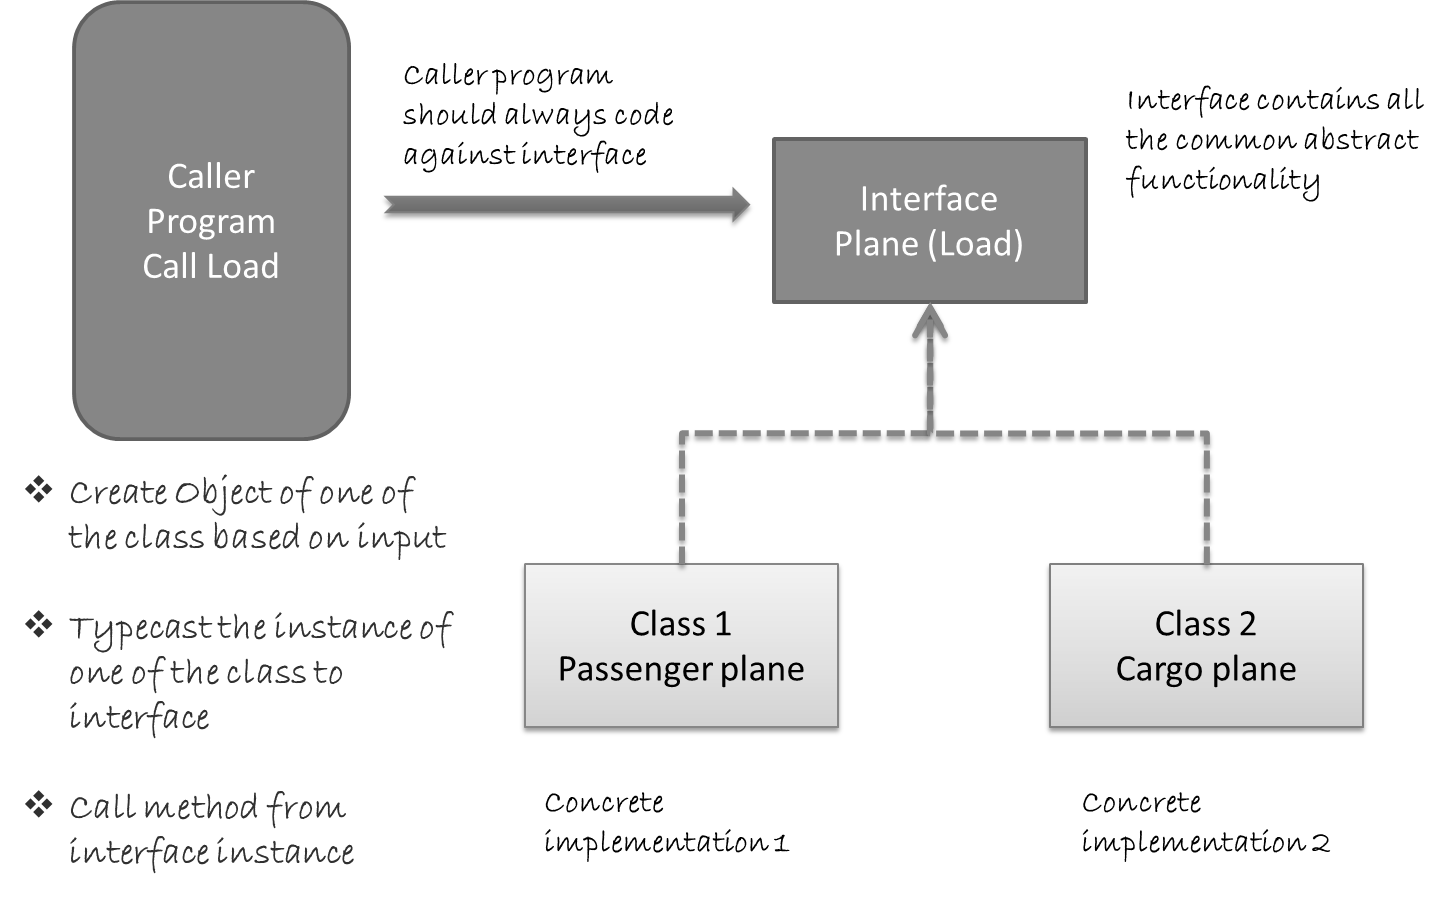 Caller
Program
Call Load
Caller program
should always code
against interface
Interface
Plane (Load)
Interface contains all
the common abstract
functionality
❖ Create Object of one of
the class based on input
❖ Typecast the instance of
one of the class to
interface
❖ Call method from
interface instance
Class 1
Passenger plane
Class 2
Cargo plane
Concrete
implementation 1
Concrete
implementation 2